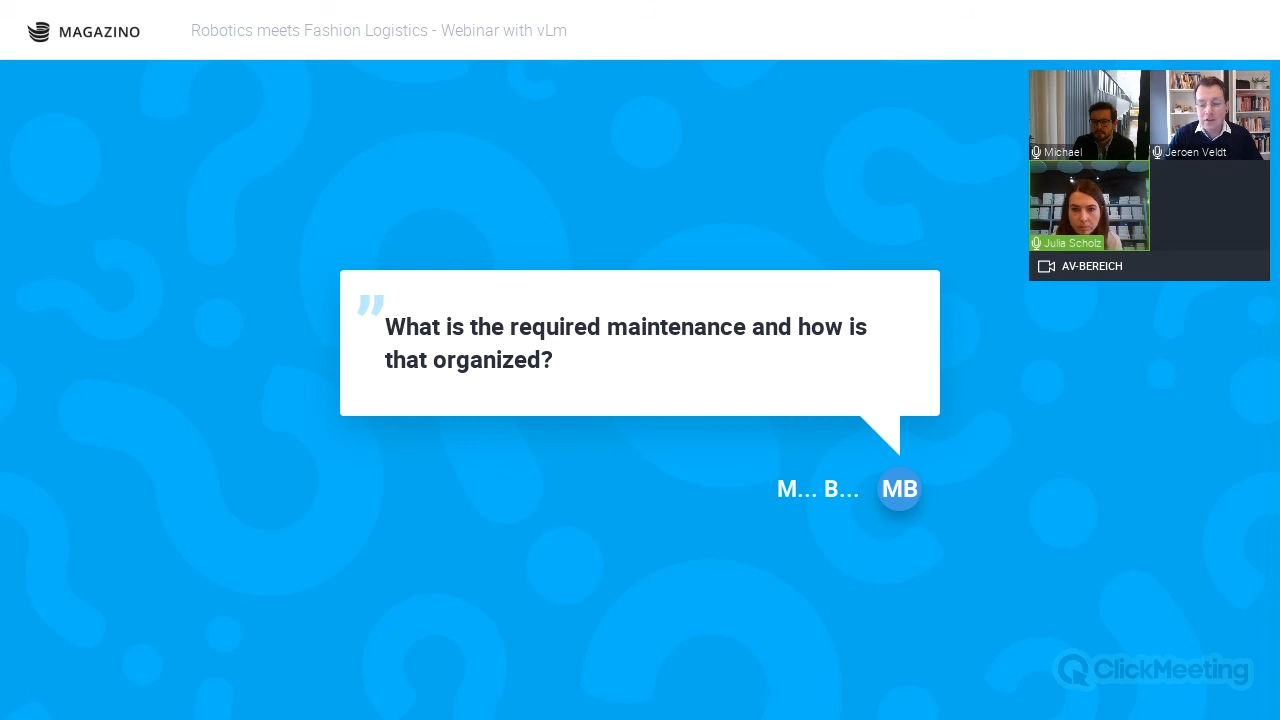 MAGAZINO
Robotics meets Fashion Logistics - Webinar with vLm
Michael
Jeroen Veldt
Julia Scholz
AV-BEREICH
”
What is the required maintenance and how is
that organized?
M... B...
MB
ClickMeeting